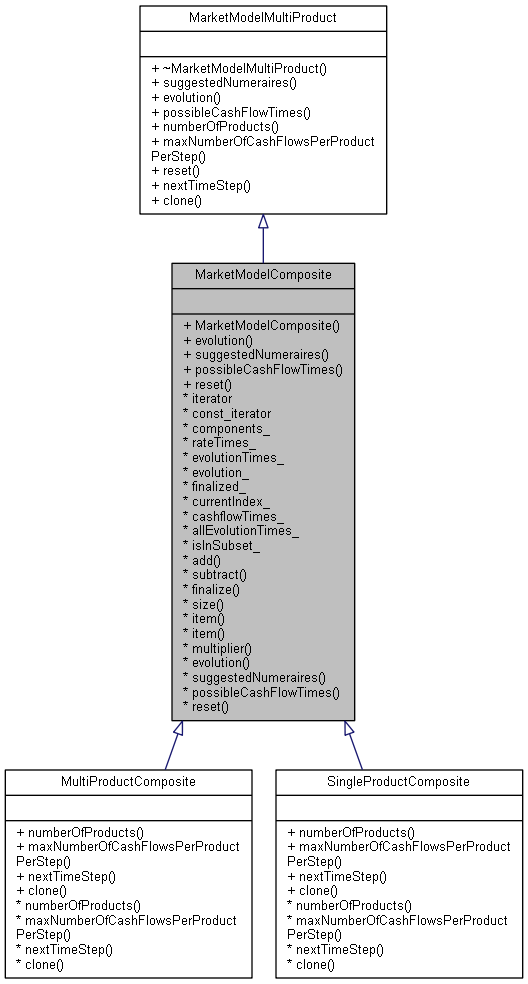 MarketModelMultiProduct
+ ~MarketModelMultiProduct()
+ suggestedNumeraires()
+ evolution()
+ possibleCashFlowTimes()
+ numberOfProducts()
+ maxNumberOfCashFlowsPerProduct
PerStep()
+ reset()
+ nextTimeStep()
+ clone()
MarketModelComposite
+ MarketModelComposite()
+ evolution()
+ suggestedNumeraires()
+ possibleCashFlowTimes()
+ reset()
* iterator
* const_iterator
* components_
* rateTimes_
* evolutionTimes_
* evolution_
* finalized_
* currentIndex_
* cashflowTimes_
* allEvolutionTimes_
* isInSubset_
* add()
* subtract()
* finalize()
* size()
* item()
* item()
* multiplier()
* evolution()
* suggestedNumeraires()
* possibleCashFlowTimes()
* reset()
MultiProductComposite
+ numberOfProducts()
+ maxNumberOfCashFlowsPerProduct
PerStep()
+ nextTimeStep()
+ clone()
* numberOfProducts()
* maxNumberOfCashFlowsPerProduct
PerStep()
* nextTimeStep()
* clone()
SingleProductComposite
+ numberOfProducts()
+ maxNumberOfCashFlowsPerProduct
PerStep()
+ nextTimeStep()
+ clone()
* numberOfProducts()
* maxNumberOfCashFlowsPerProduct
PerStep()
* nextTimeStep()
* clone()